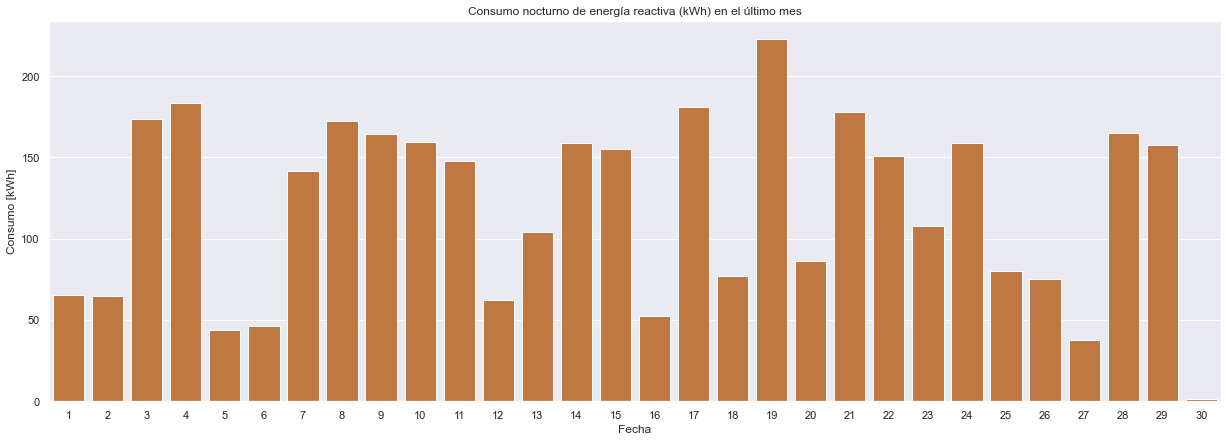 Consumo nocturno de energía reactiva (kWh) en el último mes
Consumo [kWh]
200
150
100
50
0
1 2 3 4 5 6 7 8 9 10 11 12 13 14 15 16 17 18 19 20 21 22 23 24 25 26 27 28 29 30
Fecha